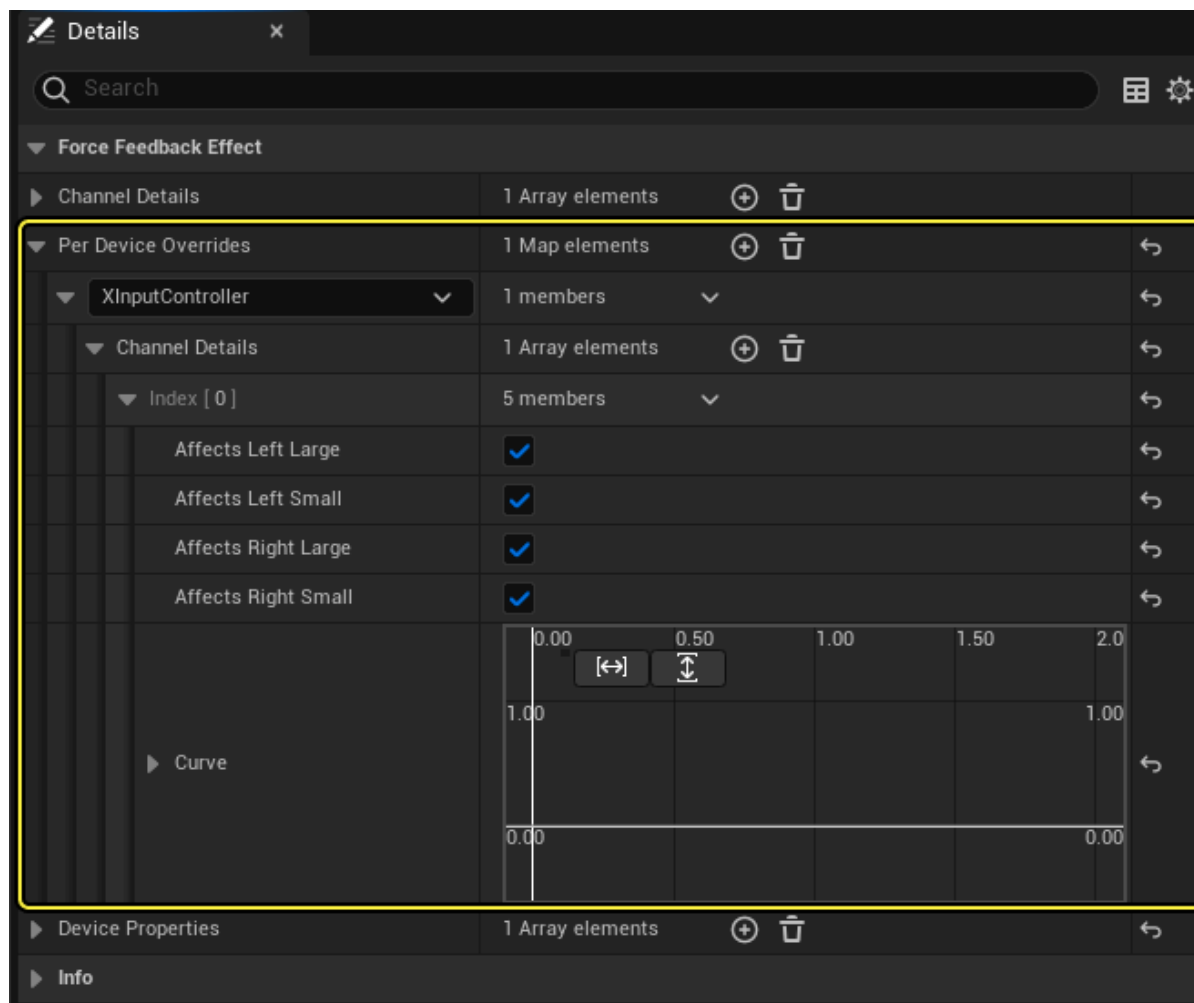 Details
Search
Force Feedback Effect
Channel Details 1 Array elements
Per Device Overrides 1 Map elements
XInputController 1 members
Channel Details 1 Array elements
Index [ 0 ] 5 members
Affects Left Large
Affects Left Small
Affects Right Large
Affects Right Small
0.00 0.50 1.00 1.50 2.0
1.00 1.00
Curve
0.00 0.00
Device Properties 1 Array elements
Info